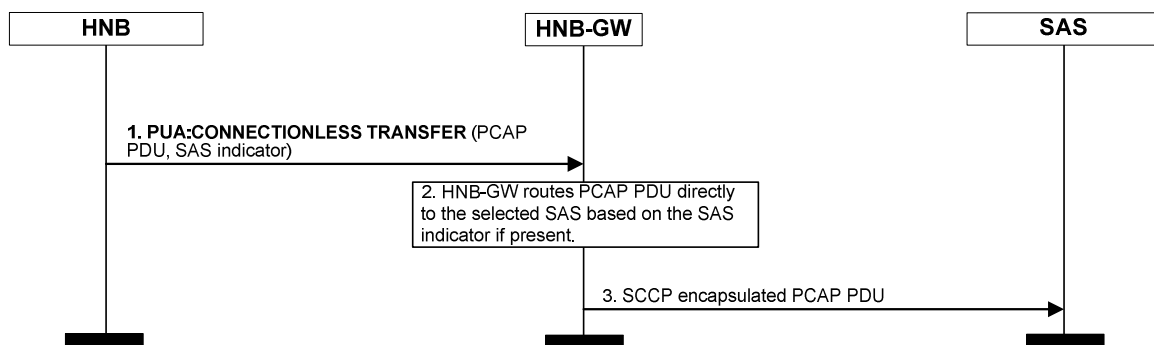 HNB
HNB-GW
SAS
1. PUA:CONNECTIONLESS TRANSFER (PCAP
PDU, SAS indicator)
2. HNB-GW routes PCAP PDU directly
to the selected SAS based on the SAS
indicator if present.
3. SCCP encapsulated PCAP PDU